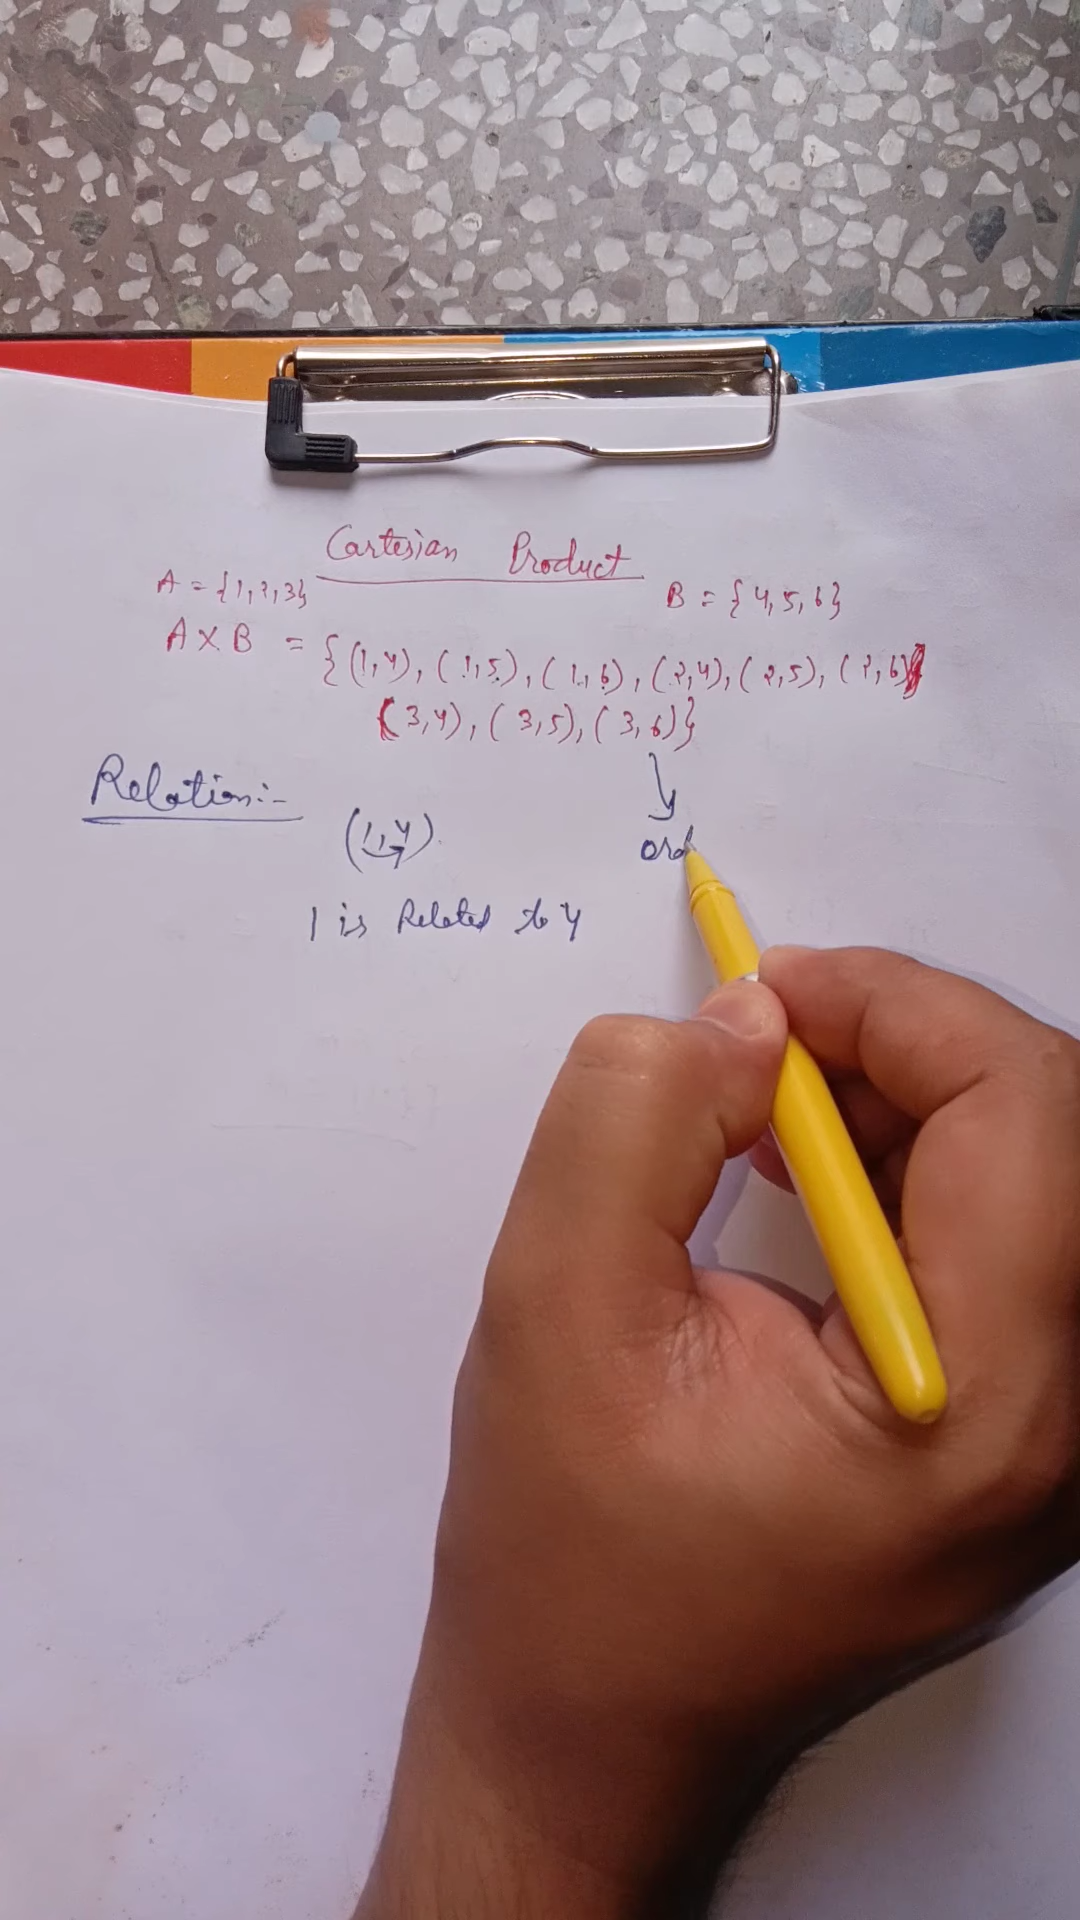 Cartesian Product
A = {1,2,3} B = {4,5,6}
A X B = {(1,4), (1,5), (1,6), (2,4), (2,5), (2,6)
(3,4), (3,5), (3,6)}
Relation:-
(1,4).
ord
1 is Related to 4